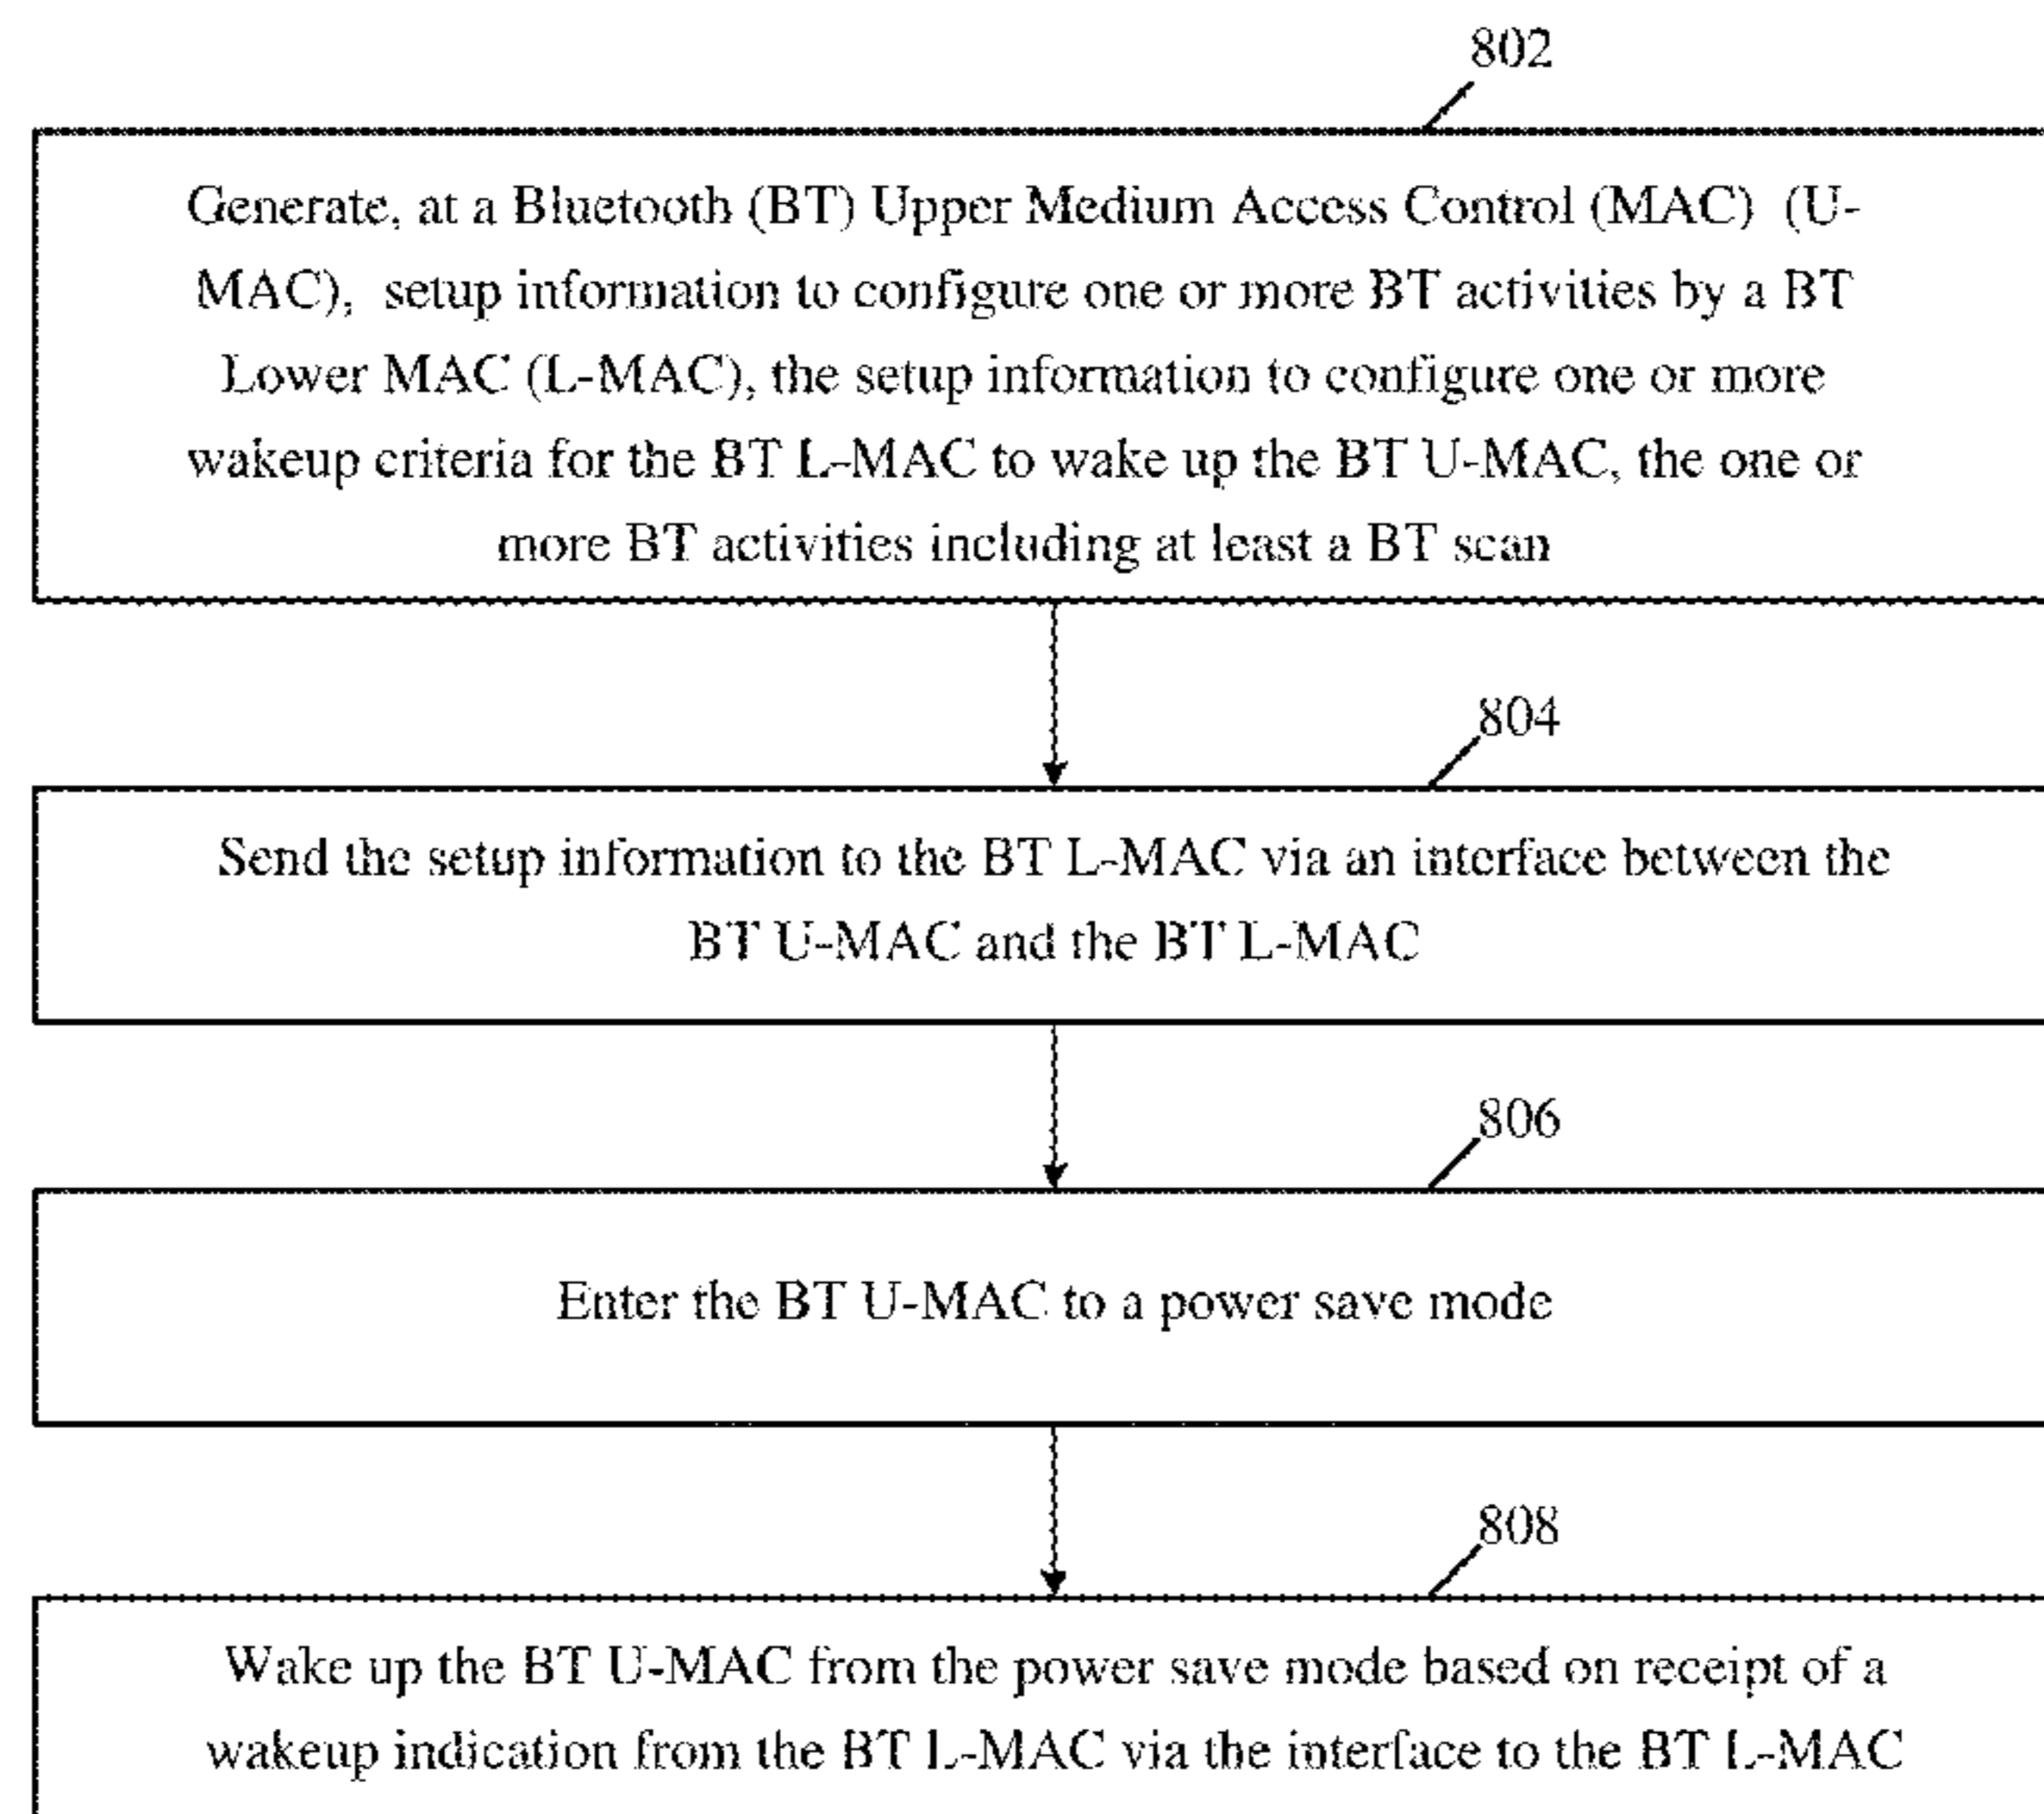 802
Generate, at a Bluetooth (BT) Upper Medium Access Control (MAC) (U-
MAC), setup information to configure one or more BT activities by a BT
Lower MAC (L-MAC), the setup information to configure one or more
wakeup criteria for the BT L-MAC to wake up the BT U-MAC, the one or
more BT activities including at least a BT scan
804
Send the setup information to the BT L-MAC via an interface between the
BT U-MAC and the BT L-MAC
806
Enter the BT U-MAC to a power save mode
808
Wake up the BT U-MAC from the power save mode based on receipt of a
wakeup indication from the BT L-MAC via the interface to the BT L-MAC